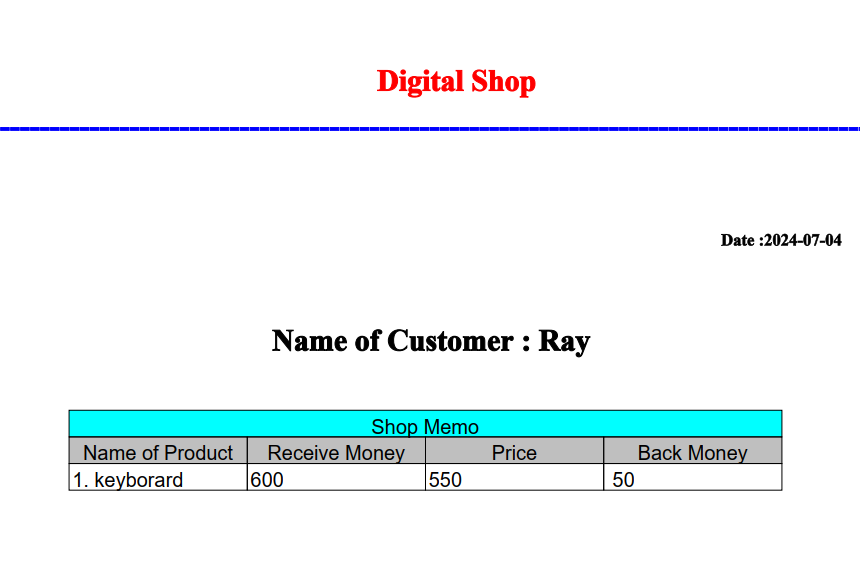 Digital Shop
Date :2024-07-04
Name of Customer : Ray
Shop Memo
Name of Product Receive Money Price Back Money
1. keyborard 600 550 50